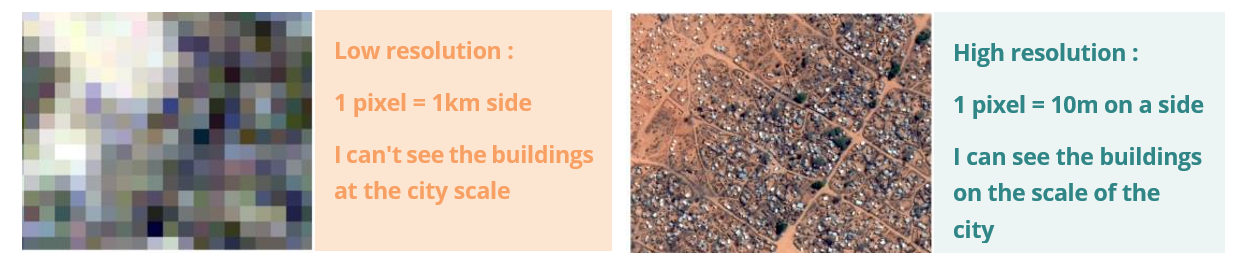 Low resolution :
1 pixel = 1km side
I can't see the buildings
at the city scale
High resolution :
1 pixel = 10m on a side
I can see the buildings
on the scale of the
city